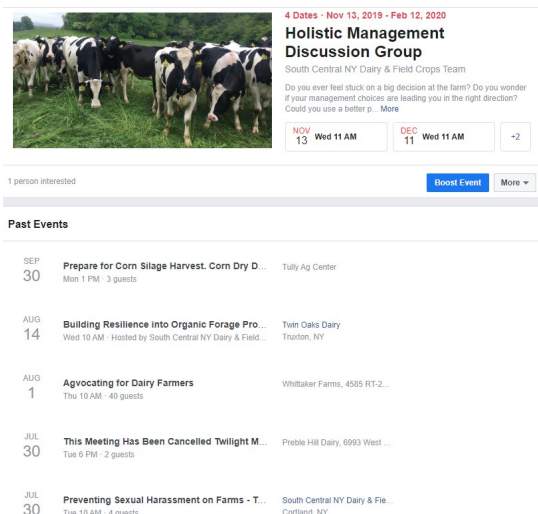 4 Dates · Nov 13, 2019 - Feb 12, 2020
Holistic Management
Discussion Group
South Central NY Dairy & Field Crops Team
Do you ever feel stuck on a big decision at the farm? Do you wonder
if your management choices are leading you in the right direction?
Could you use a better p... More
NOV
13
Wed 11 AM
DEC
11
Wed 11 AM
+2
1 person interested
Boost Event
More
Past Events
SEP
30
Prepare for Corn Silage Harvest. Corn Dry D...
Mon 1 PM · 3 guests
Tully Ag Center
AUG
14
Building Resilience into Organic Forage Pro...
Wed 10 AM · Hosted by South Central NY Dairy & Field...
Twin Oaks Dairy
Truxton, NY
AUG
1
Agvocating for Dairy Farmers
Thu 10 AM · 40 guests
Whittaker Farms, 4585 RT-2...
JUL
30
This Meeting Has Been Cancelled Twilight M...
Tue 6 PM · 2 guests
Preble Hill Dairy, 6993 West ...
JUL
30
Preventing Sexual Harassment on Farms - T...
Tue 10 AM · 4 guests
South Central NY Dairy & Fie...
Cortland, NY